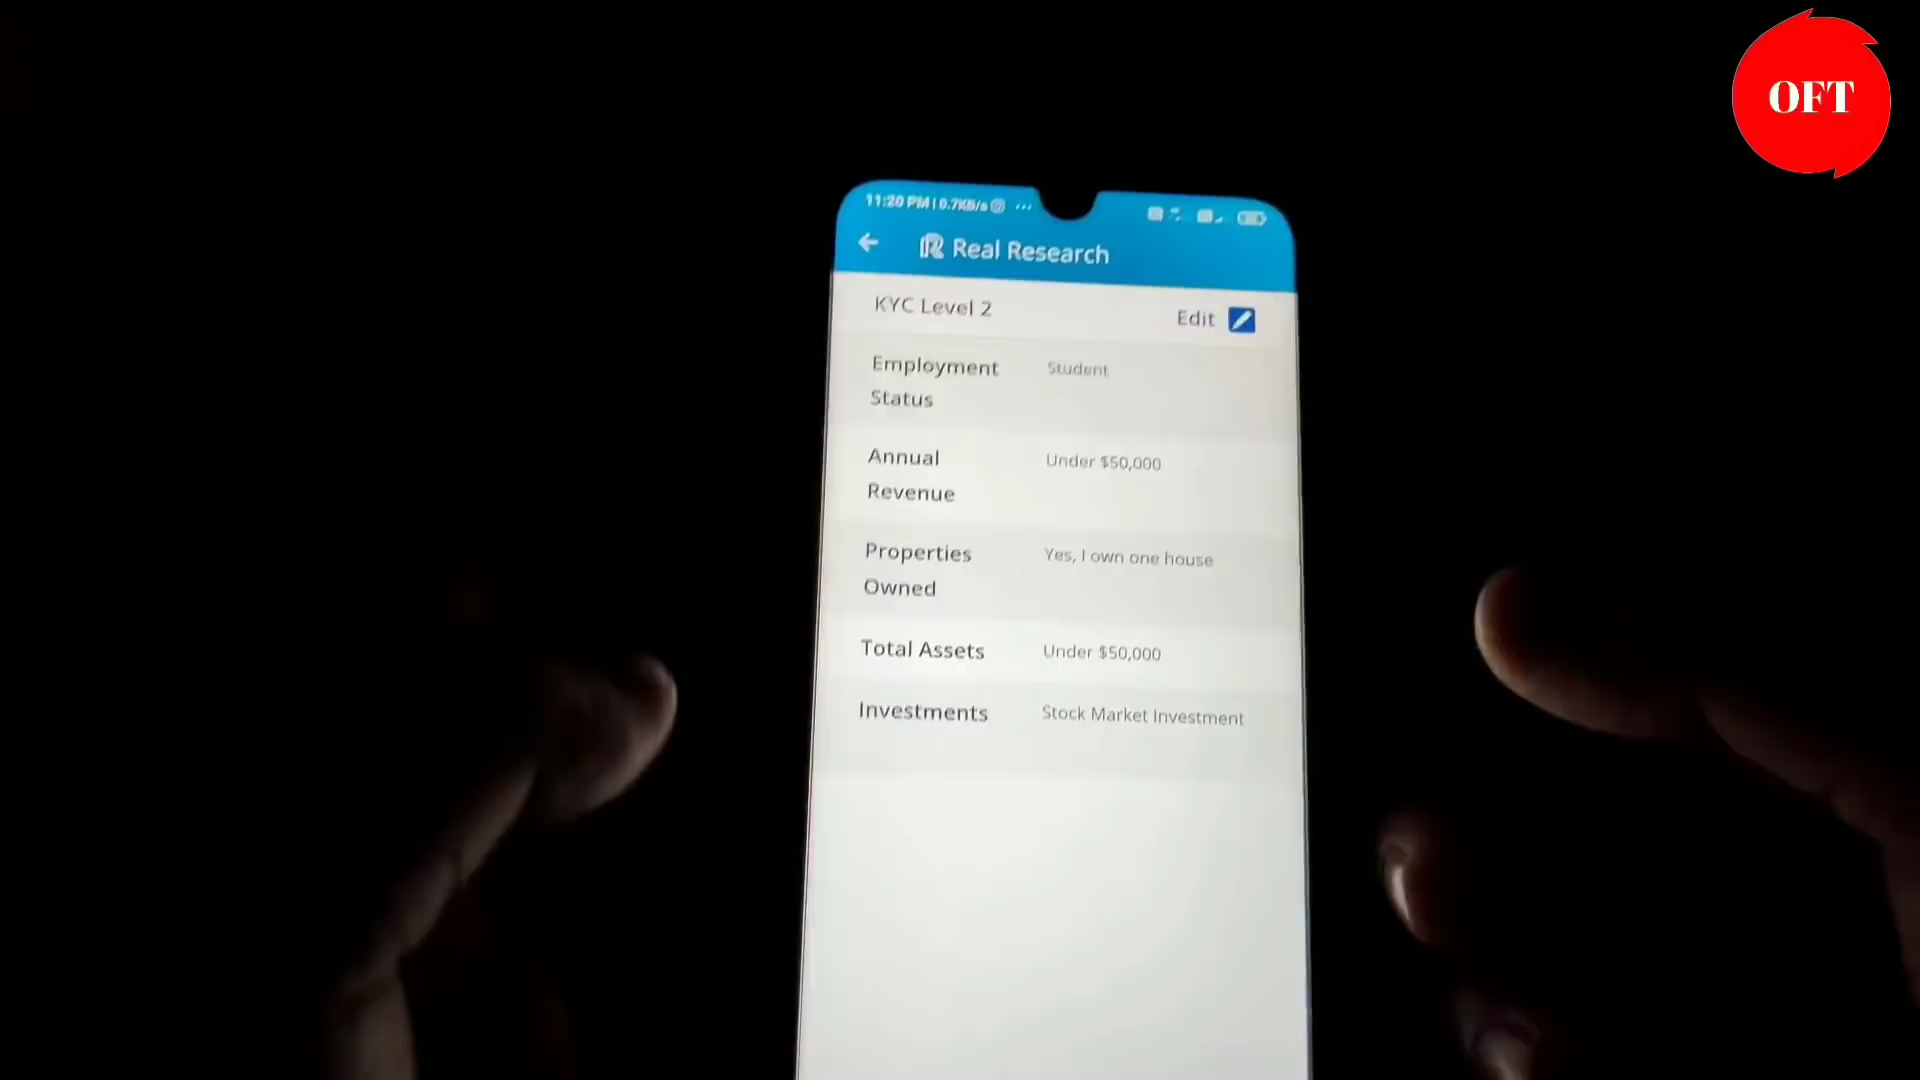 OFT
11:20 PM | 0.7KB/s
Real Research
KYC Level 2
Edit
Employment Status
Student
Annual Revenue
Under $50,000
Properties Owned
Yes, I own one house
Total Assets
Under $50,000
Investments
Stock Market Investment